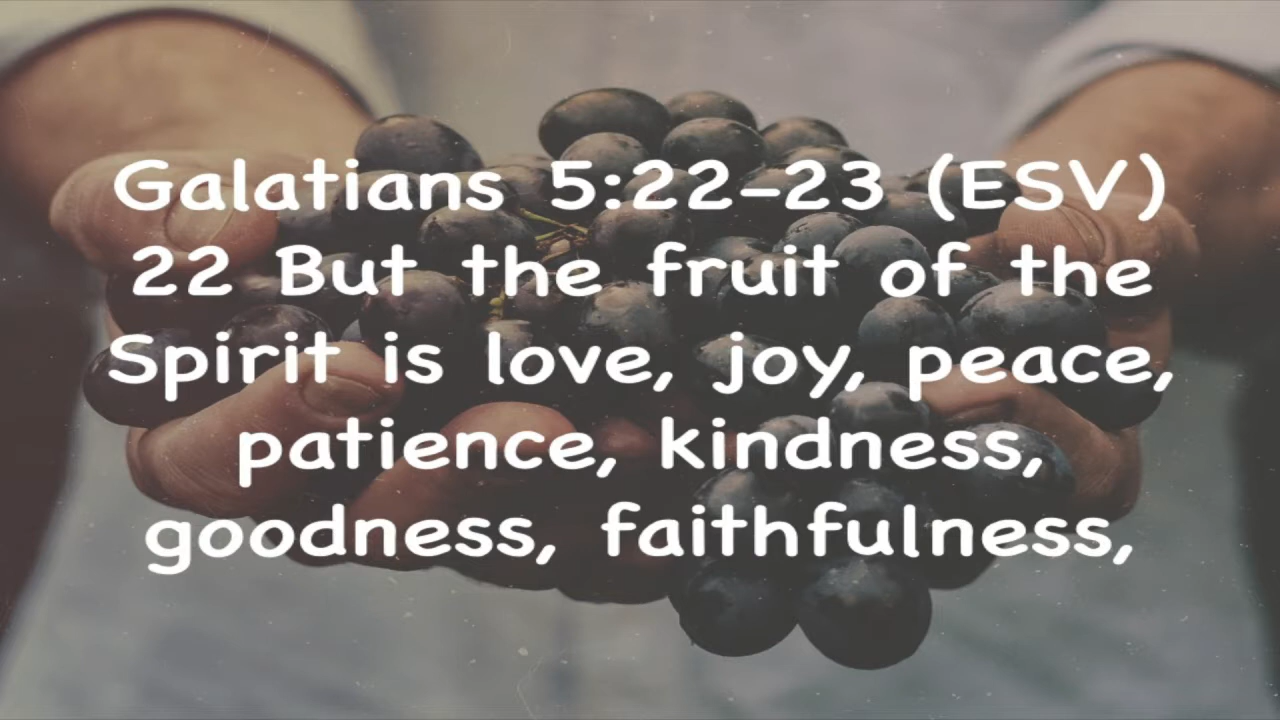 Galatians 5:22-23 (ESV)
22 But the fruit of the
Spirit is love, joy, peace,
patience, kindness,
goodness, faithfulness,